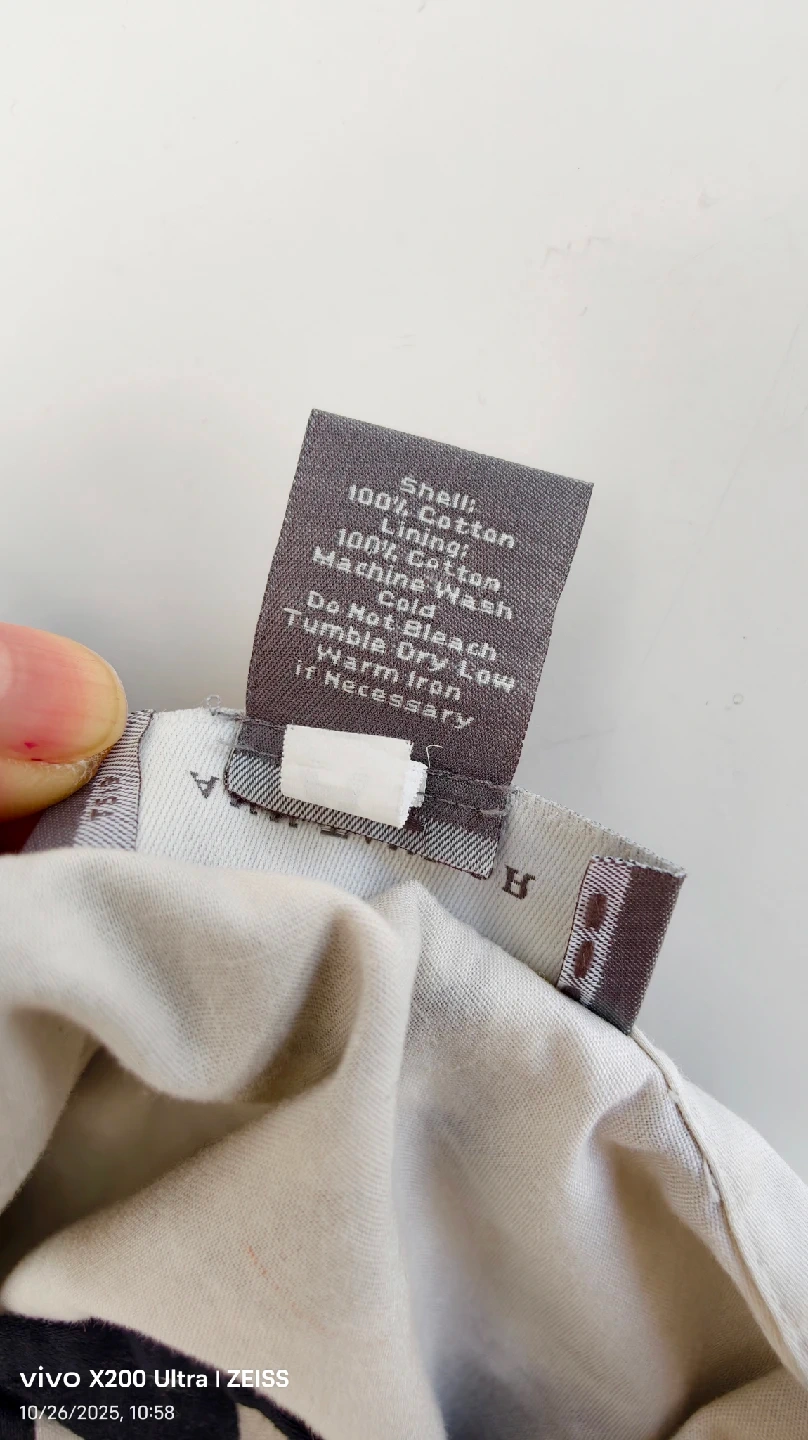 Shell:
100% Cotton
Lining:
100% Cotton
Machine Wash
Cold
Do Not Bleach
Tumble Dry Low
Warm Iron
if Necessary
vivo X200 Ultra | ZEISS
10/26/2025, 10:58